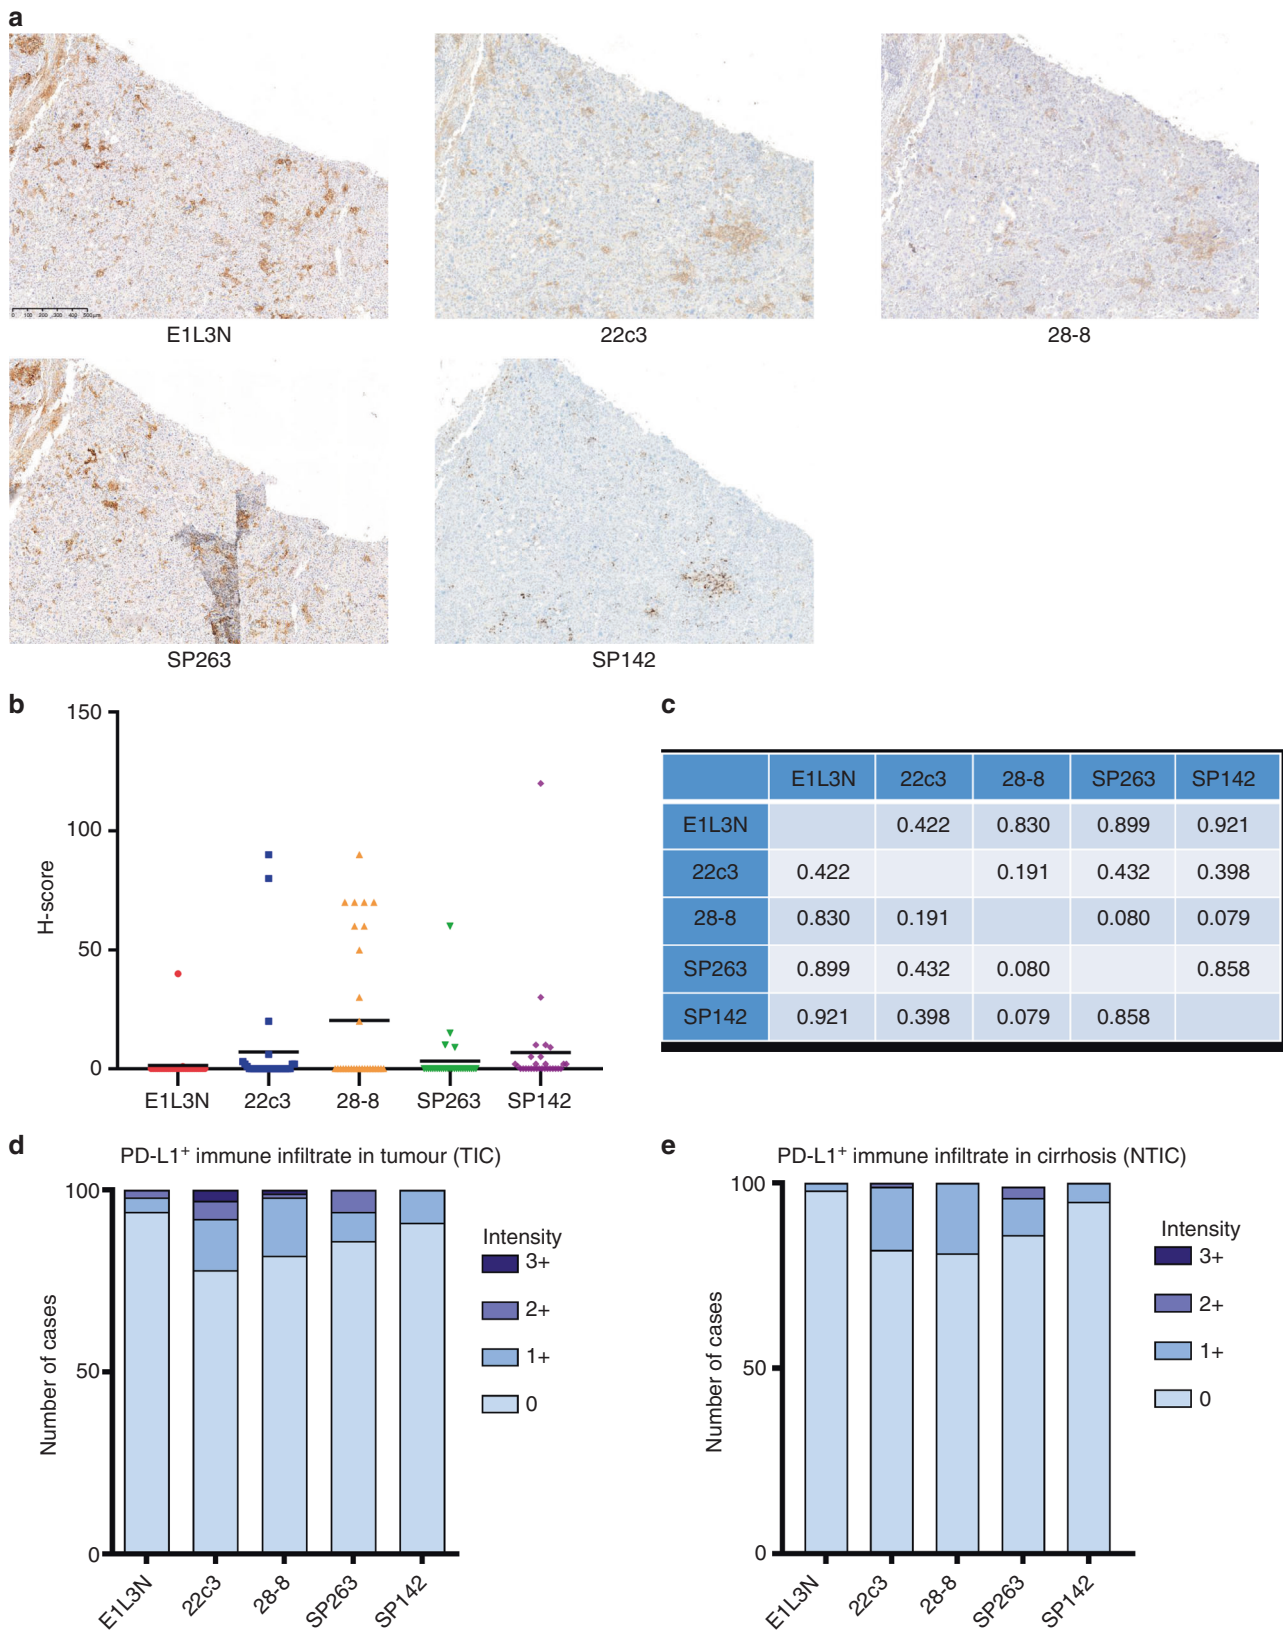 a
0 100 200 300 400 500µm
E1L3N
22c3
28-8
SP263
SP142
b
150
100
50
0
H-score
E1L3N 22c3 28-8 SP263 SP142
c
E1L3N 22c3 28-8 SP263 SP142
E1L3N 0.422 0.830 0.899 0.921
22c3 0.422 0.191 0.432 0.398
28-8 0.830 0.191 0.080 0.079
SP263 0.899 0.432 0.080 0.858
SP142 0.921 0.398 0.079 0.858
d
PD-L1+ immune infiltrate in tumour (TIC)
100
50
0
Number of cases
E1L3N 22c3 28-8 SP263 SP142
Intensity
3+
2+
1+
0
e
PD-L1+ immune infiltrate in cirrhosis (NTIC)
100
50
0
Number of cases
E1L3N 22c3 28-8 SP263 SP142
Intensity
3+
2+
1+
0